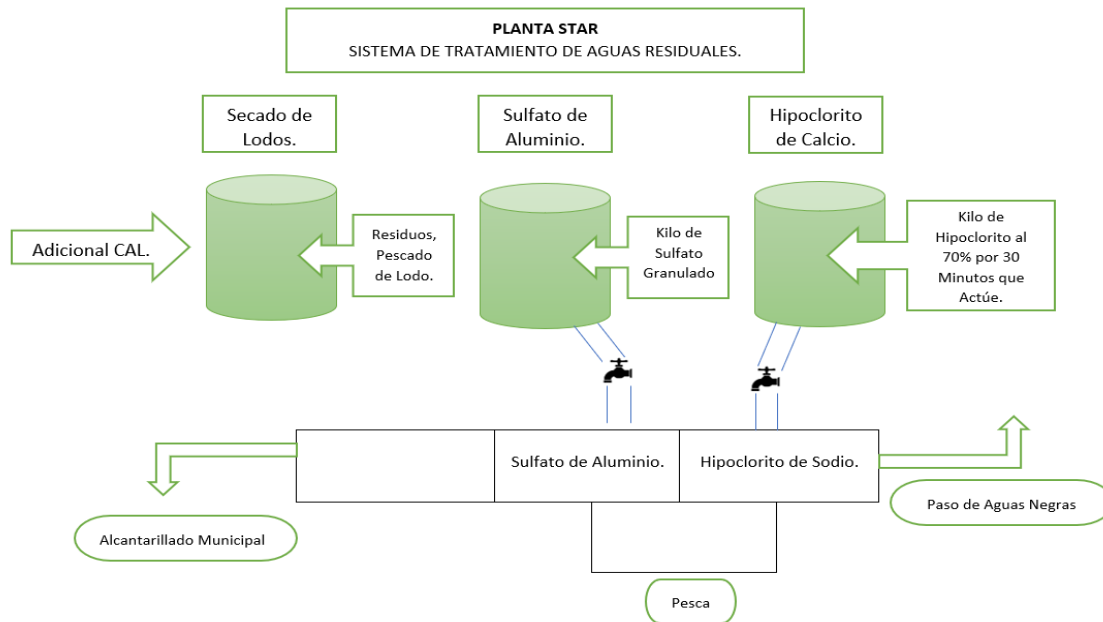 PLANTA STAR
SISTEMA DE TRATAMIENTO DE AGUAS RESIDUALES.
Secado de
Lodos.
Sulfato de
Aluminio.
Hipoclorito
de Calcio.
Adicional CAL.
Residuos,
Pescado
de Lodo.
Kilo de
Sulfato
Granulado
Kilo de
Hipoclorito al
70% por 30
Minutos que
Actúe.
Sulfato de Aluminio.
Hipoclorito de Sodio.
Alcantarillado Municipal
Paso de Aguas Negras
Pesca